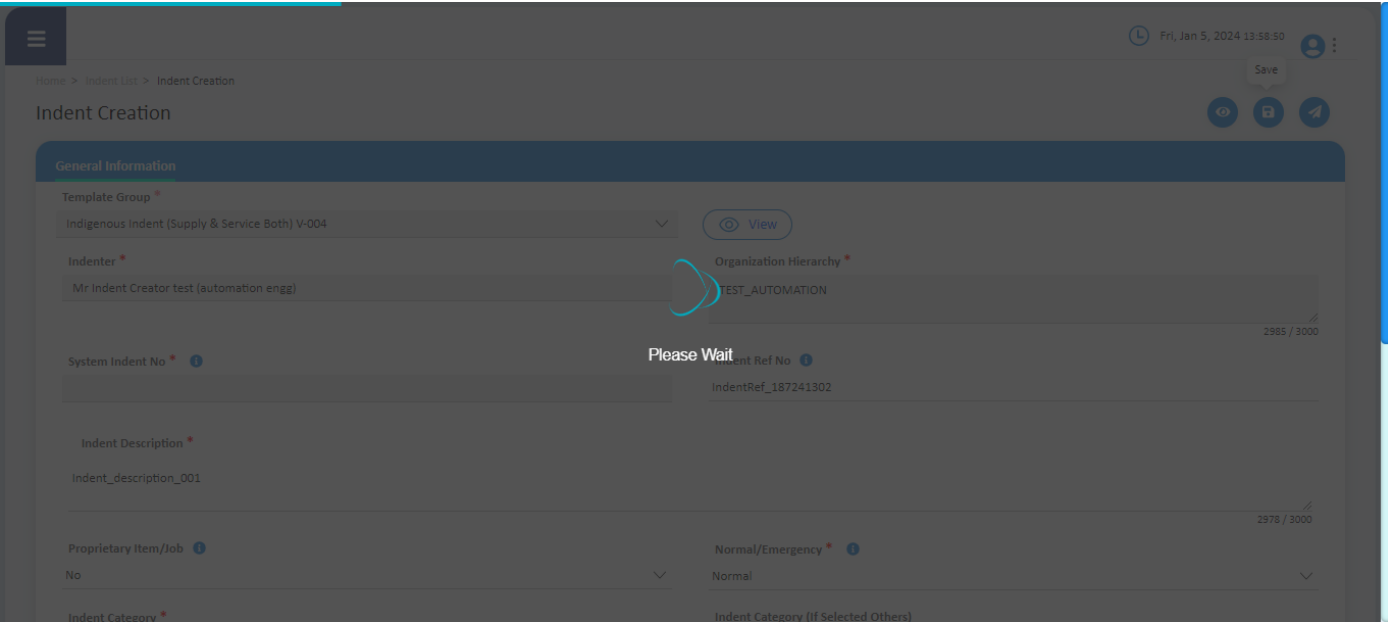 Fri, Jan 5, 2024 13:58:50
Home > Indent List > Indent Creation
Save
Indent Creation
General Information
Template Group *
Indigenous Indent (Supply & Service Both) V-004
View
Indenter *
Organization Hierarchy *
Mr Indent Creator test (automation engg)
TEST_AUTOMATION
2985 / 3000
Please Wait
System Indent No *
Indent Ref No
IndentRef_187241302
Indent Description *
Indent_description_001
2978 / 3000
Proprietary Item/Job
Normal/Emergency *
No
Normal
Indent Category *
Indent Category (If Selected Others)